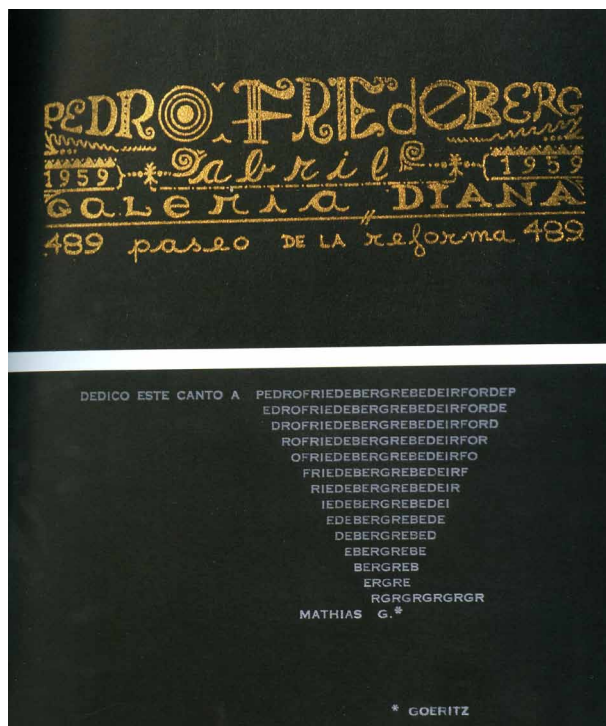 PEDRO FRIEdeBERG
1959 abril 1959
GaLeria DIANA
489 paseo DE LA reforma 489
DEDICO ESTE CANTO A PEDROFRIEDEBERGREBEDEIRFORDEP
EDROFRIEDEBERGREBEDEIRFORDE
DROFRIEDEBERGREBEDEIRFORD
ROFRIEDEBERGREBEDEIRFOR
OFRIEDEBERGREBEDEIRFO
FRIEDEBERGREBEDEIRF
RIEDEBERGREBEDEIR
IEDEBERGREBEDEI
EDEBERGREBEDE
DEBERGREBED
EBERGREBE
BERGREB
ERGRE
RGRGRGRGRGR
MATHIAS G.*
* GOERITZ